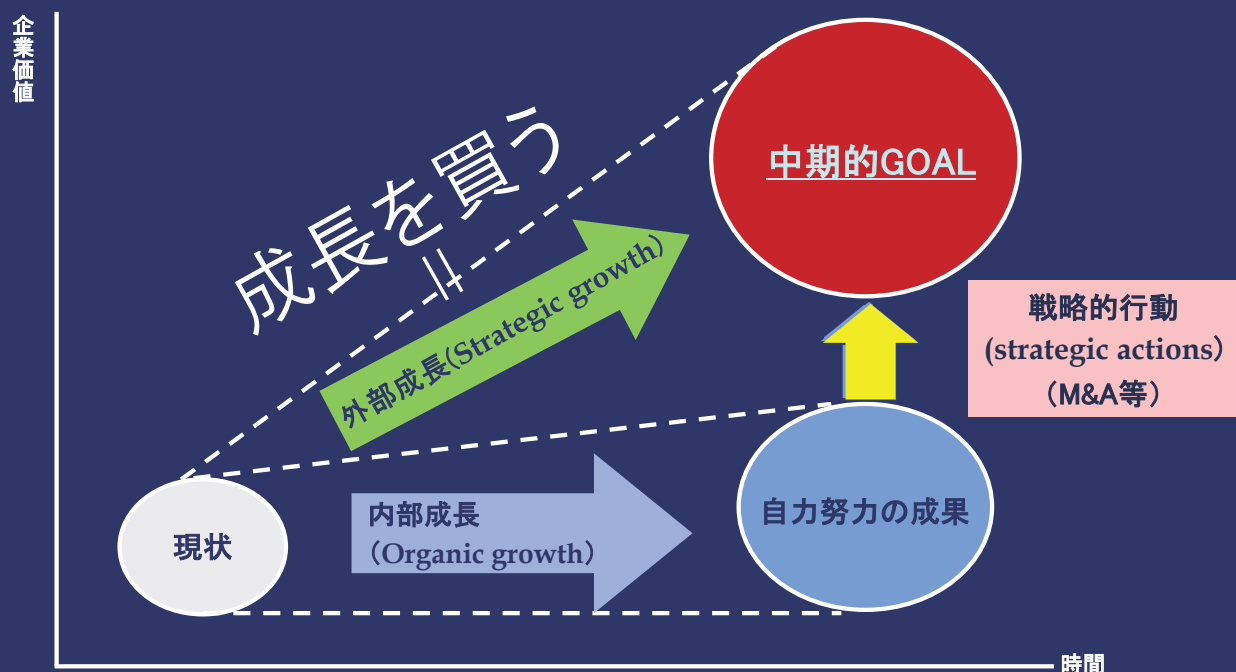 企業価値
成長を買う
=
外部成長(Strategic growth)
中期的GOAL
戦略的行動
(strategic actions)
(M&A等)
現状
内部成長
(Organic growth)
自力努力の成果
時間